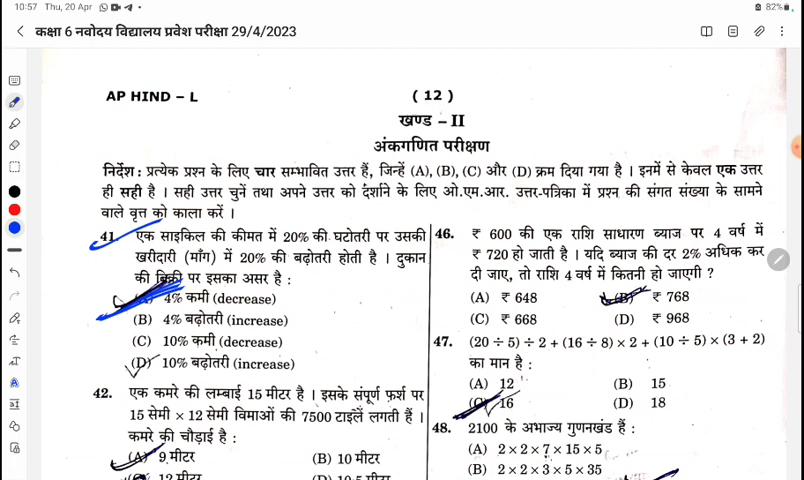 10:57 Thu, 20 Apr
82%
कक्षा 6 नवोदय विद्यालय प्रवेश परीक्षा 29/4/2023
AP HIND – L
( 12 )
खण्ड – II
अंकगणित परीक्षण
निर्देश : प्रत्येक प्रश्न के लिए चार सम्भावित उत्तर हैं, जिन्हें (A), (B), (C) और (D) क्रम दिया गया है । इनमें से केवल एक उत्तर
ही सही है । सही उत्तर चुनें तथा अपने उत्तर को दर्शाने के लिए ओ.एम.आर. उत्तर-पत्रिका में प्रश्न की संगत संख्या के सामने
वाले वृत्त को काला करें ।
41. एक साइकिल की कीमत में 20% की घटोतरी पर उसकी
खरीदारी (माँग) में 20% की बढ़ोतरी होती है । दुकान
की बिक्री पर इसका असर है :
(A) 4% कमी (decrease)
(B) 4% बढ़ोतरी (increase)
(C) 10% कमी (decrease)
(D) 10% बढ़ोतरी (increase)
42. एक कमरे की लम्बाई 15 मीटर है । इसके संपूर्ण फ़र्श पर
15 सेमी × 12 सेमी विमाओं की 7500 टाइलें लगती हैं ।
कमरे की चौड़ाई है :
(A) 9 मीटर (B) 10 मीटर
12 मीटर (D) 10.5 मीटर
46. ₹ 600 की एक राशि साधारण ब्याज पर 4 वर्ष में
₹ 720 हो जाती है । यदि ब्याज की दर 2% अधिक कर
दी जाए, तो राशि 4 वर्ष में कितनी हो जाएगी ?
(A) ₹ 648 (B) ₹ 768
(C) ₹ 668 (D) ₹ 968
47. (20 ÷ 5) ÷ 2 + (16 ÷ 8) × 2 + (10 ÷ 5) × (3 + 2)
का मान है :
(A) 12 (B) 15
(C) 16 (D) 18
48. 2100 के अभाज्य गुणनखंड हैं :
(A) 2 × 2 × 7 × 15 × 5
(B) 2 × 2 × 3 × 5 × 35